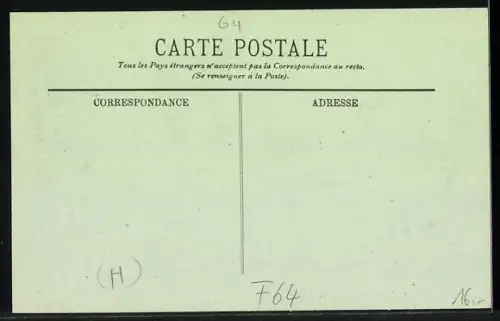 64
CARTE POSTALE
Tous les Pays étrangers n'acceptent pas la Correspondance au recto.
(Se renseigner à la Poste).
CORRESPONDANCE ADRESSE
(H)
F64
16,-